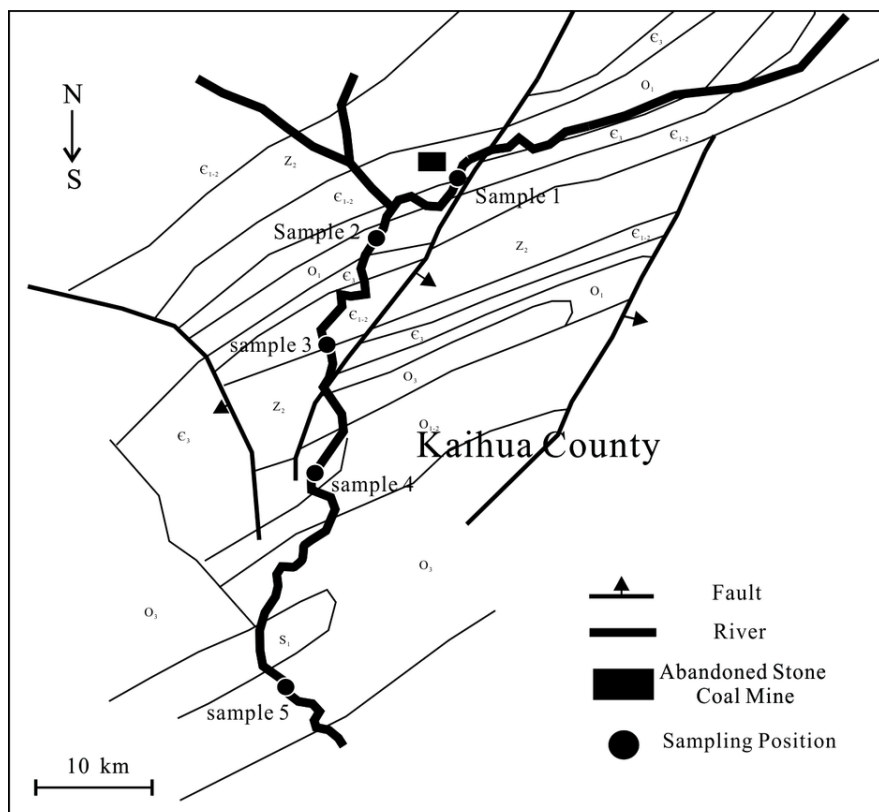 Є₃
O₁
N
S
Z₂
Є₁₋₂
Є₃
Є₁₋₂
Є₁₋₂
Sample 1
Sample 2
Є₁₋₂
Z₂
O₁
Є₃
O₁
Є₁₋₂
Є₃
sample 3
O₃
Z₂
O₁₋₂
Є₃
Kaihua County
sample 4
O₃
Fault
O₃
River
S₁
Abandoned Stone
Coal Mine
sample 5
Sampling Position
10 km